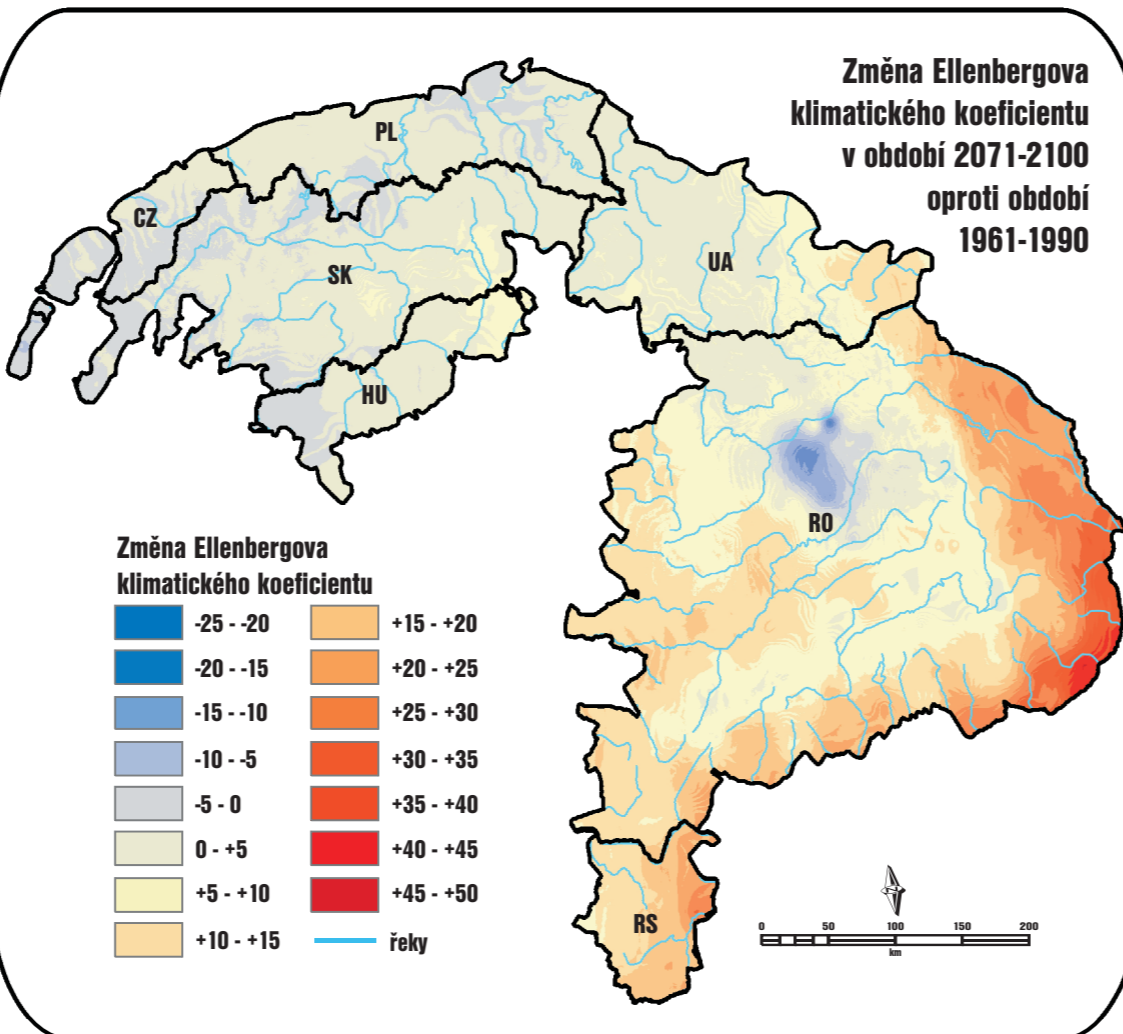 Změna Ellenbergova
klimatického koeficientu
v období 2071-2100
oproti období
1961-1990
PL
CZ
SK
UA
HU
RO
RS
Změna Ellenbergova
klimatického koeficientu
-25 - -20
-20 - -15
-15 - -10
-10 - -5
-5 - 0
0 - +5
+5 - +10
+10 - +15
+15 - +20
+20 - +25
+25 - +30
+30 - +35
+35 - +40
+40 - +45
+45 - +50
řeky
0 50 100 150 200
km